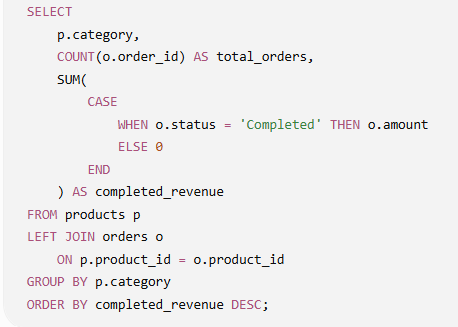 SELECT
    p.category,
    COUNT(o.order_id) AS total_orders,
    SUM(
        CASE
            WHEN o.status = 'Completed' THEN o.amount
            ELSE 0
        END
    ) AS completed_revenue
FROM products p
LEFT JOIN orders o
    ON p.product_id = o.product_id
GROUP BY p.category
ORDER BY completed_revenue DESC;